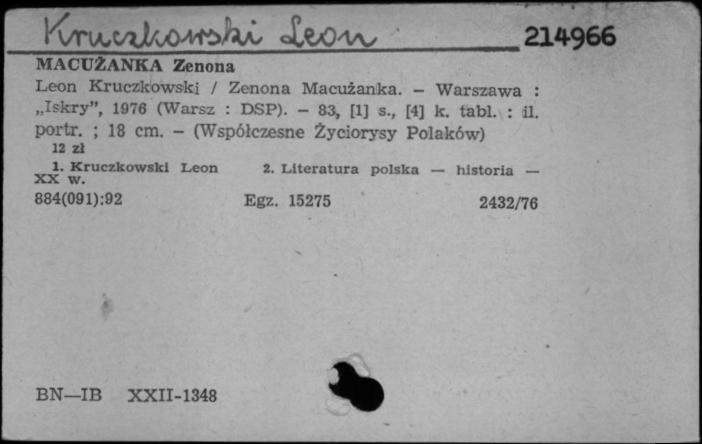 Kruczkowski Leon 214966
MACUŻANKA Zenona
Leon Kruczkowski / Zenona Macużanka. — Warszawa :
„Iskry”, 1976 (Warsz : DSP). — 83, [1] s., [4] k. tabl. : il.
portr. ; 18 cm. — (Współczesne Życiorysy Polaków)
12 zł
1. Kruczkowski Leon 2. Literatura polska — historia —
XX w.
884(091):92 Egz. 15275 2432/76
BN—IB XXII-1348